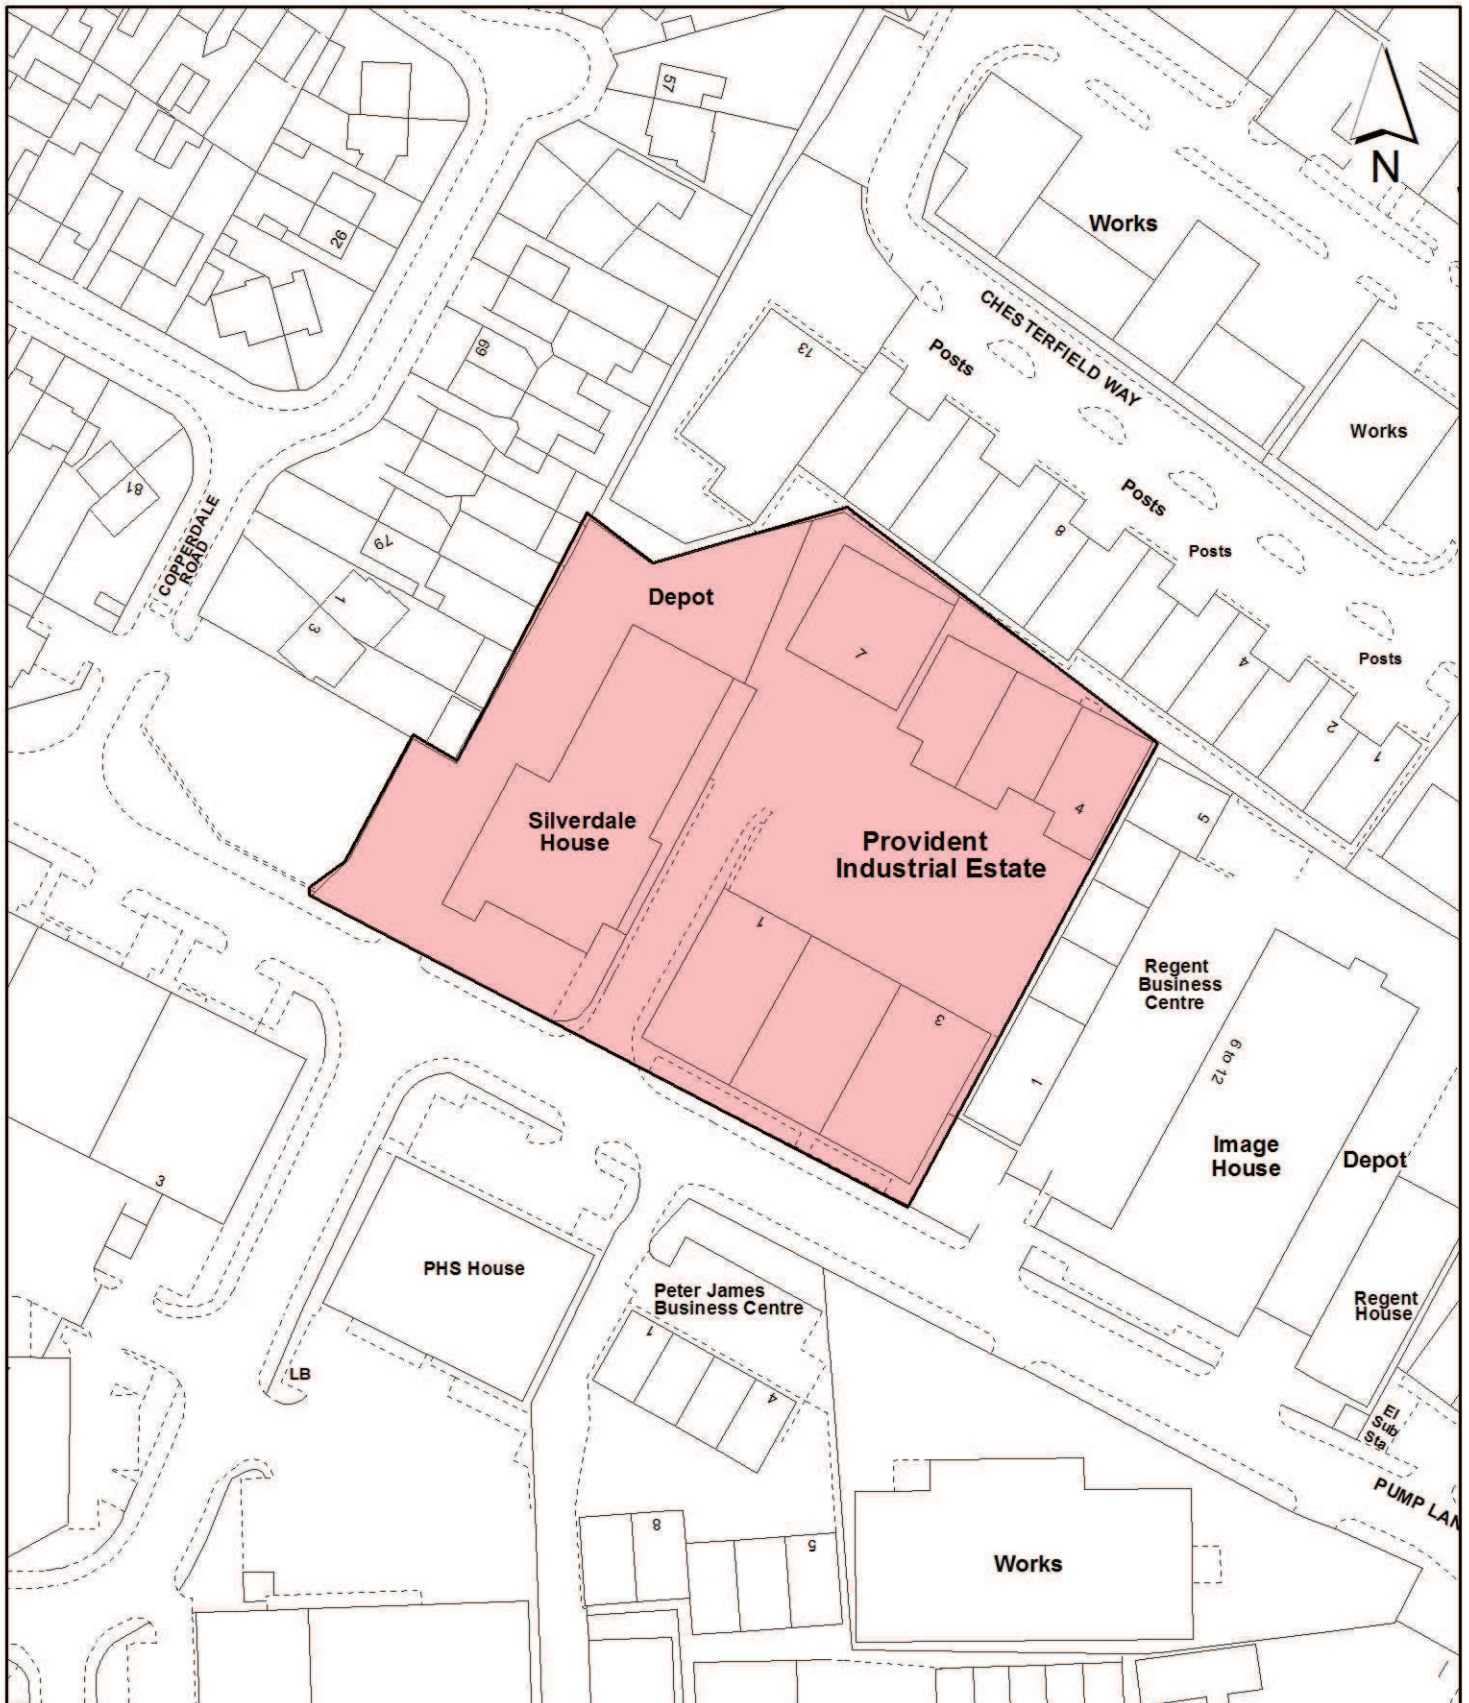 57
N
26
Works
CHESTERFIELD WAY
13
Posts
69
Works
81
COPPERDALE
ROAD
79
Posts
8
Posts
1
3
Depot
7
4
Posts
2
1
4
Silverdale
House
Provident
Industrial Estate
5
1
3
Regent
Business
Centre
6 to 12
1
Image
House
Depot
3
PHS House
Peter James
Business Centre
1
4
Regent
House
LB
El
Sub
Sta
PUMP LAN
8
5
Works